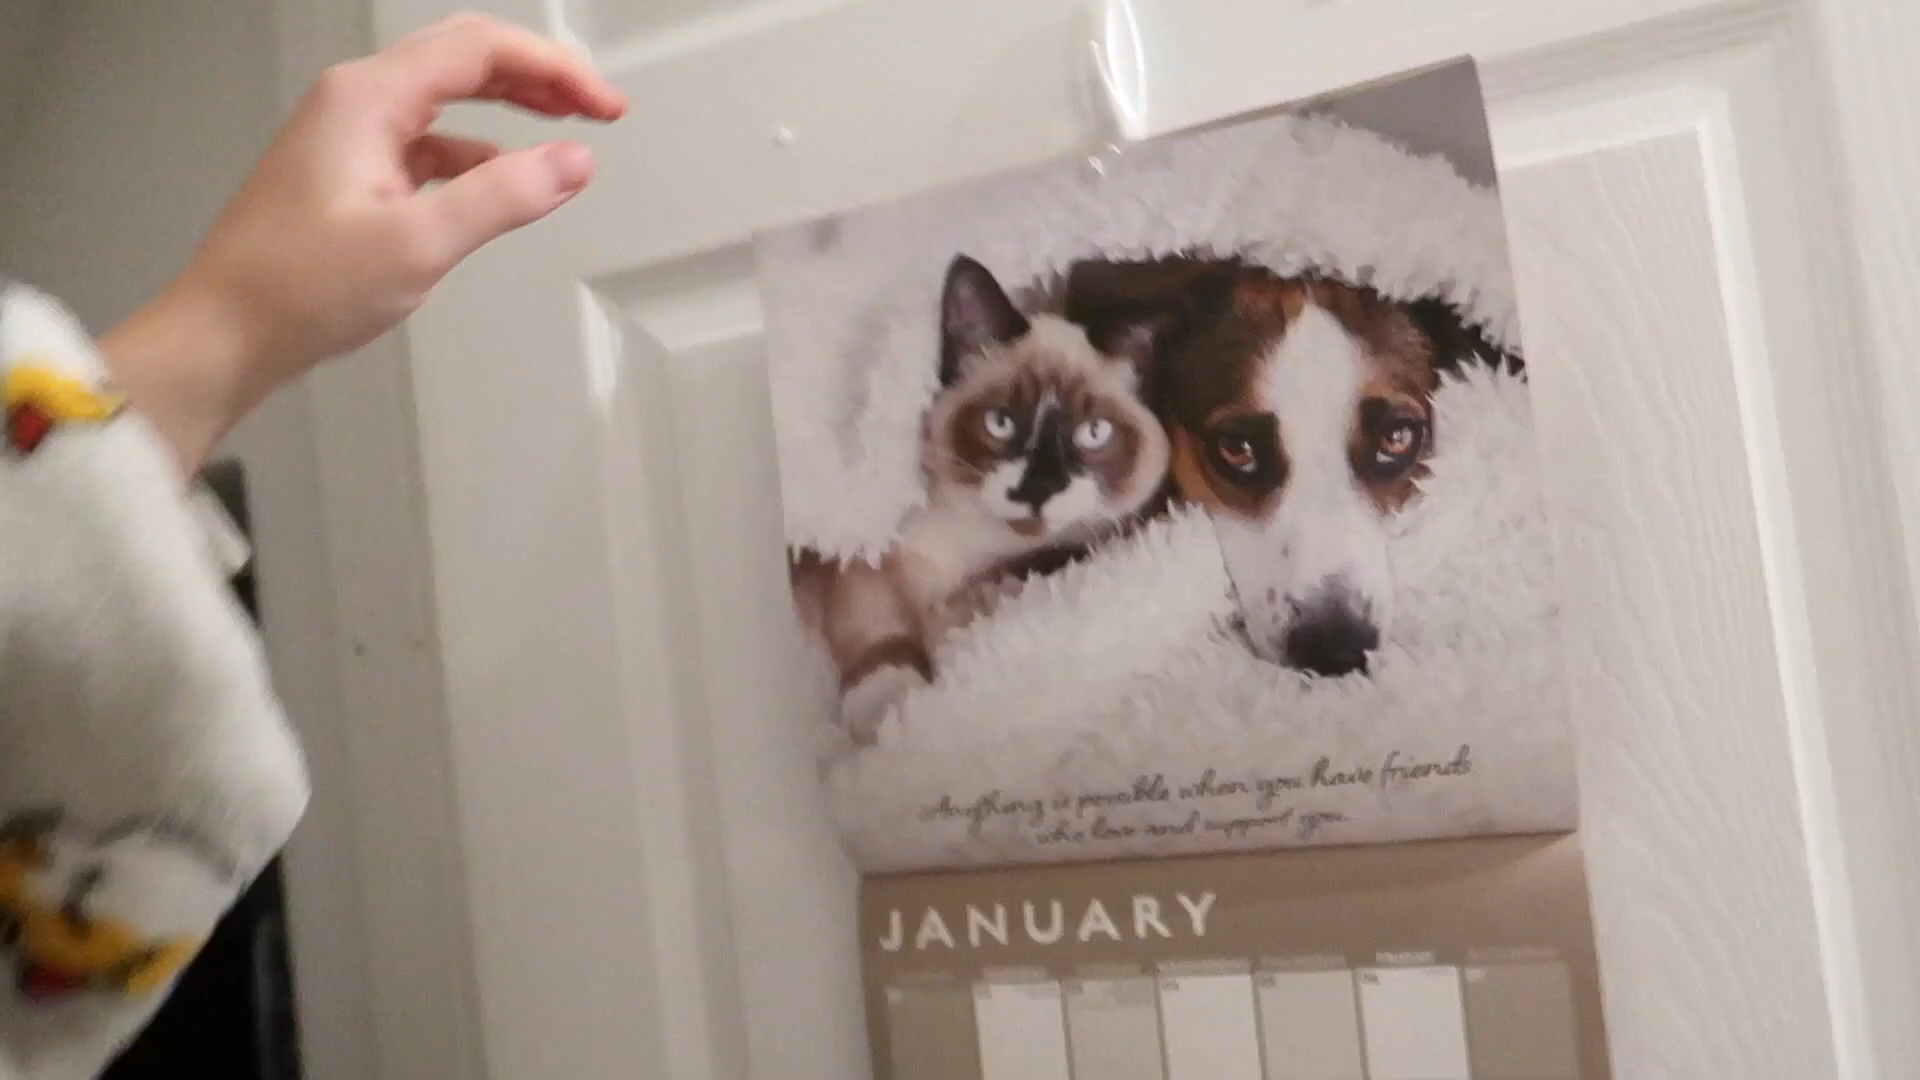 Anything is possible when you have friends
who love and support you.
JANUARY